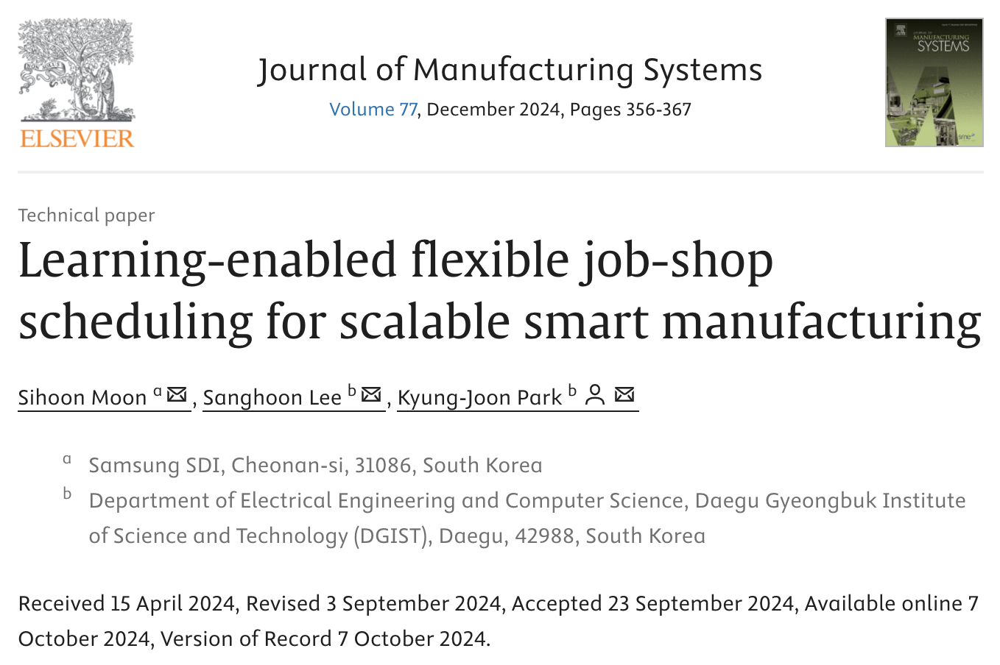 ELSEVIER
Journal of Manufacturing Systems
Volume 77, December 2024, Pages 356-367
JOURNAL OF
MANUFACTURING
SYSTEMS
sme
Technical paper
Learning-enabled flexible job-shop
scheduling for scalable smart manufacturing
Sihoon Moon a, Sanghoon Lee b, Kyung-Joon Park b
a Samsung SDI, Cheonan-si, 31086, South Korea
b Department of Electrical Engineering and Computer Science, Daegu Gyeongbuk Institute
of Science and Technology (DGIST), Daegu, 42988, South Korea
Received 15 April 2024, Revised 3 September 2024, Accepted 23 September 2024, Available online 7
October 2024, Version of Record 7 October 2024.